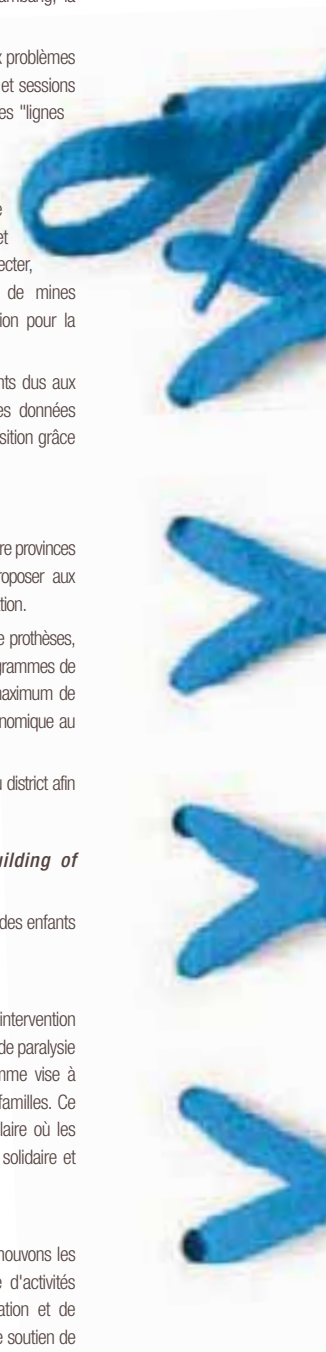 la
problèmes
et sessions
es "lignes
et
ecter,
de mines
ion pour la
nts dus aux
es données
sition grâce
re provinces
roposer aux
tion.
e prothèses,
grammes de
maximum de
nomique au
district afin
uilding of
des enfants
intervention
de paralysie
mme vise à
familles. Ce
laire où les
solidaire et
nouvons les
d'activités
ation et de
e soutien de